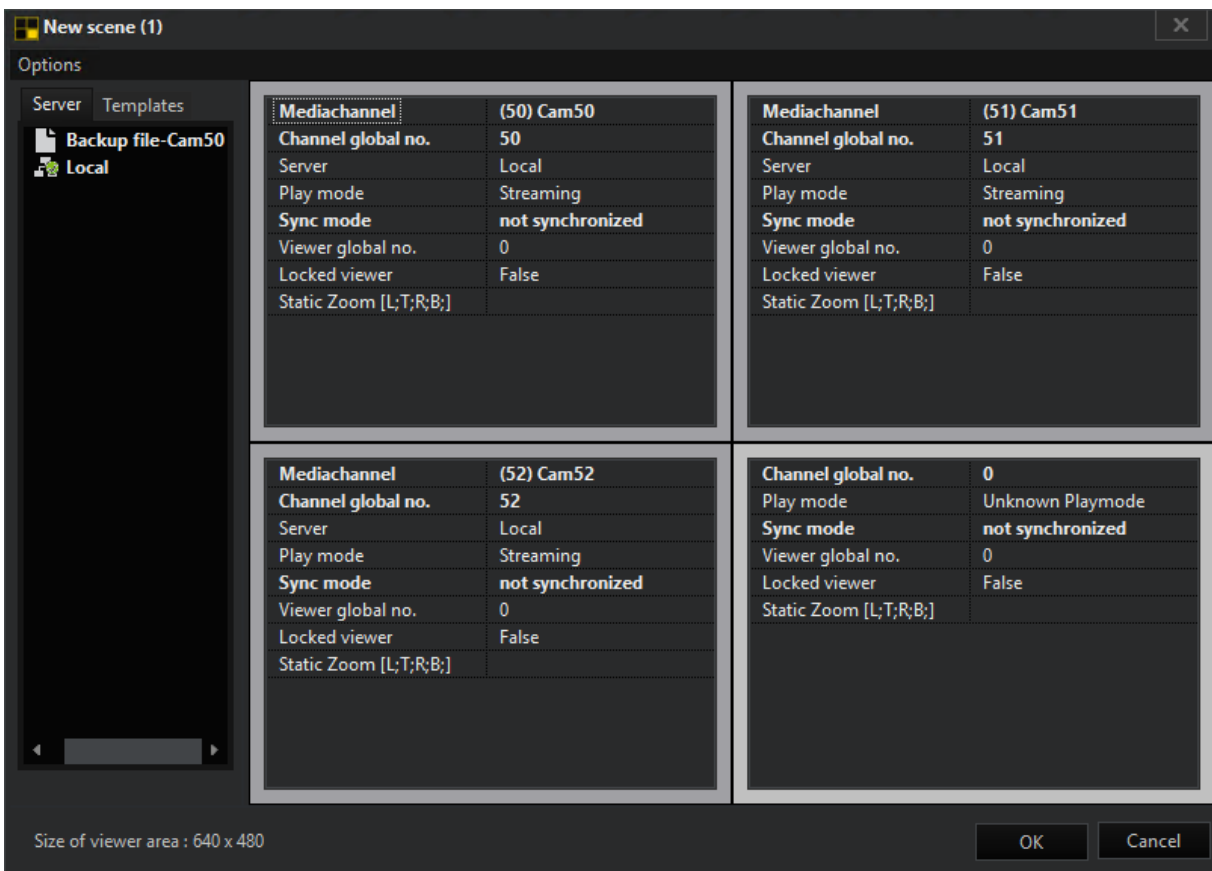 New scene (1)
Options
Server Templates
Backup file-Cam50
Local
Mediachannel (50) Cam50
Channel global no. 50
Server Local
Play mode Streaming
Sync mode not synchronized
Viewer global no. 0
Locked viewer False
Static Zoom [L;T;R;B;]
Mediachannel (51) Cam51
Channel global no. 51
Server Local
Play mode Streaming
Sync mode not synchronized
Viewer global no. 0
Locked viewer False
Static Zoom [L;T;R;B;]
Mediachannel (52) Cam52
Channel global no. 52
Server Local
Play mode Streaming
Sync mode not synchronized
Viewer global no. 0
Locked viewer False
Static Zoom [L;T;R;B;]
Channel global no. 0
Play mode Unknown Playmode
Sync mode not synchronized
Viewer global no. 0
Locked viewer False
Static Zoom [L;T;R;B;]
Size of viewer area : 640 x 480
OK Cancel